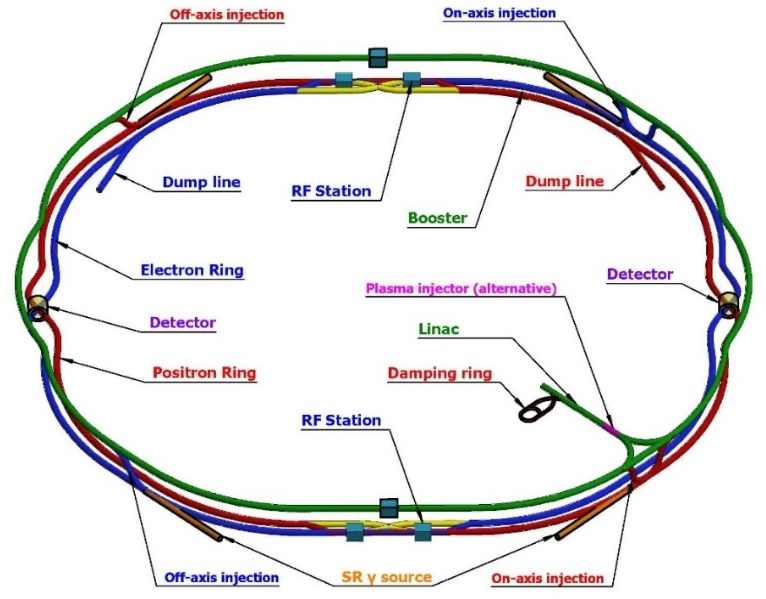 Off-axis injection
On-axis injection
Dump line
RF Station
Dump line
Booster
Electron Ring
Detector
Plasma injector (alternative)
Detector
Linac
Positron Ring
Damping ring
RF Station
Off-axis injection
SR γ source
On-axis injection